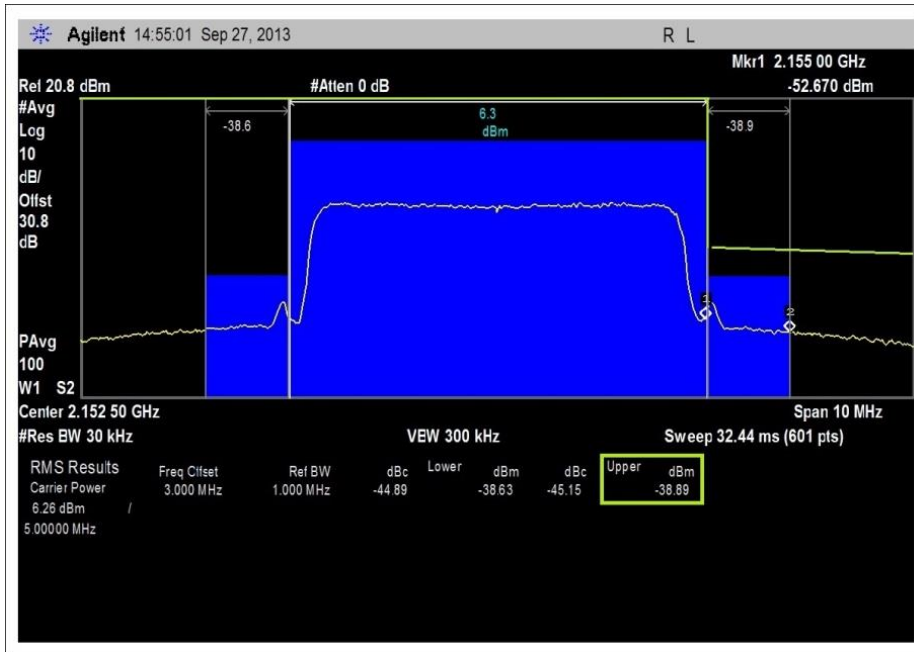 Agilent 14:55:01 Sep 27, 2013 R L
Mkr1 2.155 00 GHz
Ref 20.8 dBm #Atten 0 dB -52.670 dBm
#Avg
Log
10
dB/
Offst
30.8
dB
6.3
dBm
-38.6
-38.9
1
2
PAvg
100
W1 S2
Center 2.152 50 GHz Span 10 MHz
#Res BW 30 kHz VBW 300 kHz Sweep 32.44 ms (601 pts)
RMS Results Freq Offset Ref BW dBc Lower dBm dBc Upper dBm
Carrier Power 3.000 MHz 1.000 MHz -44.89 -38.63 -45.15 -38.89
6.26 dBm /
5.00000 MHz